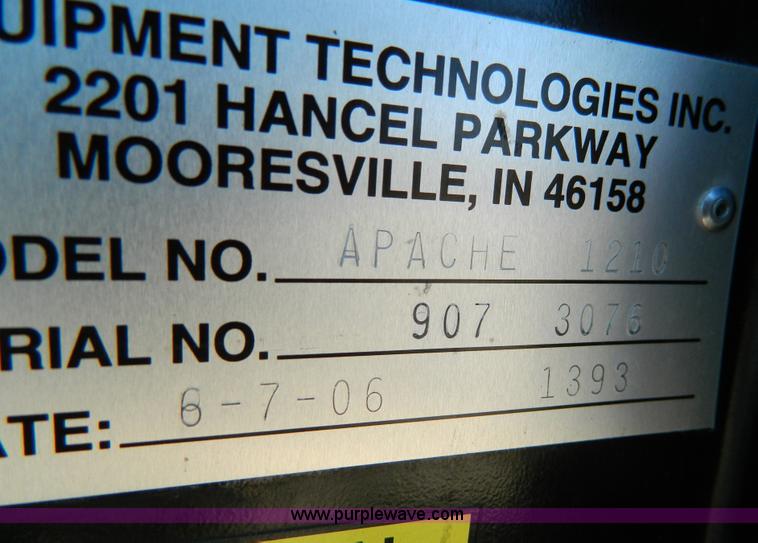 UIPMENT TECHNOLOGIES INC.
2201 HANCEL PARKWAY
MOORESVILLE, IN 46158
ODEL NO. APACHE 1210
RIAL NO. 907 3076
ATE: 6-7-06 1393
www.purplewave.com